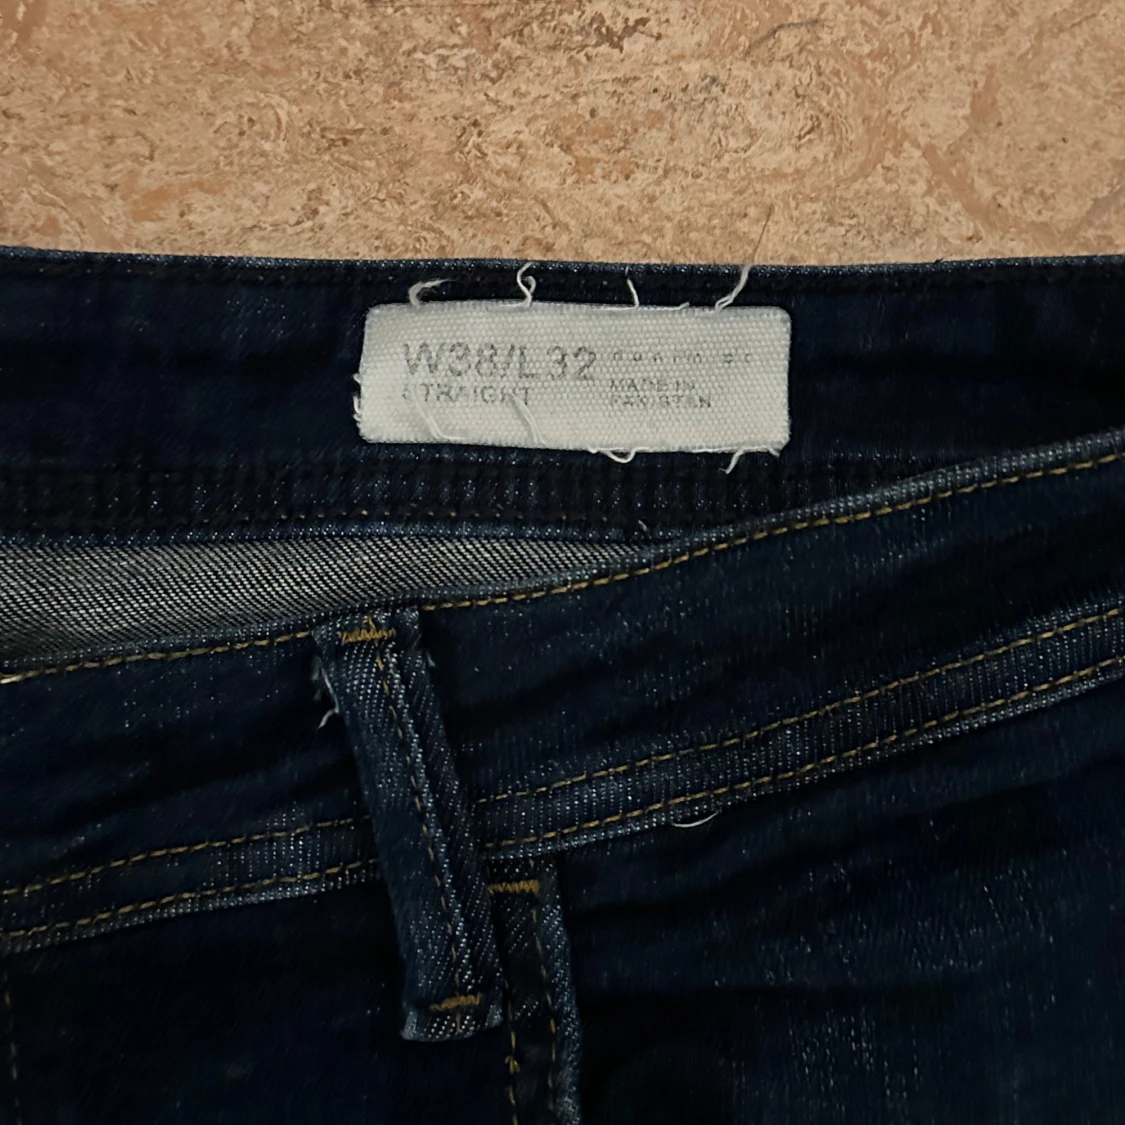 W38/L32
STRAIGHT
MADE IN
PAKISTAN